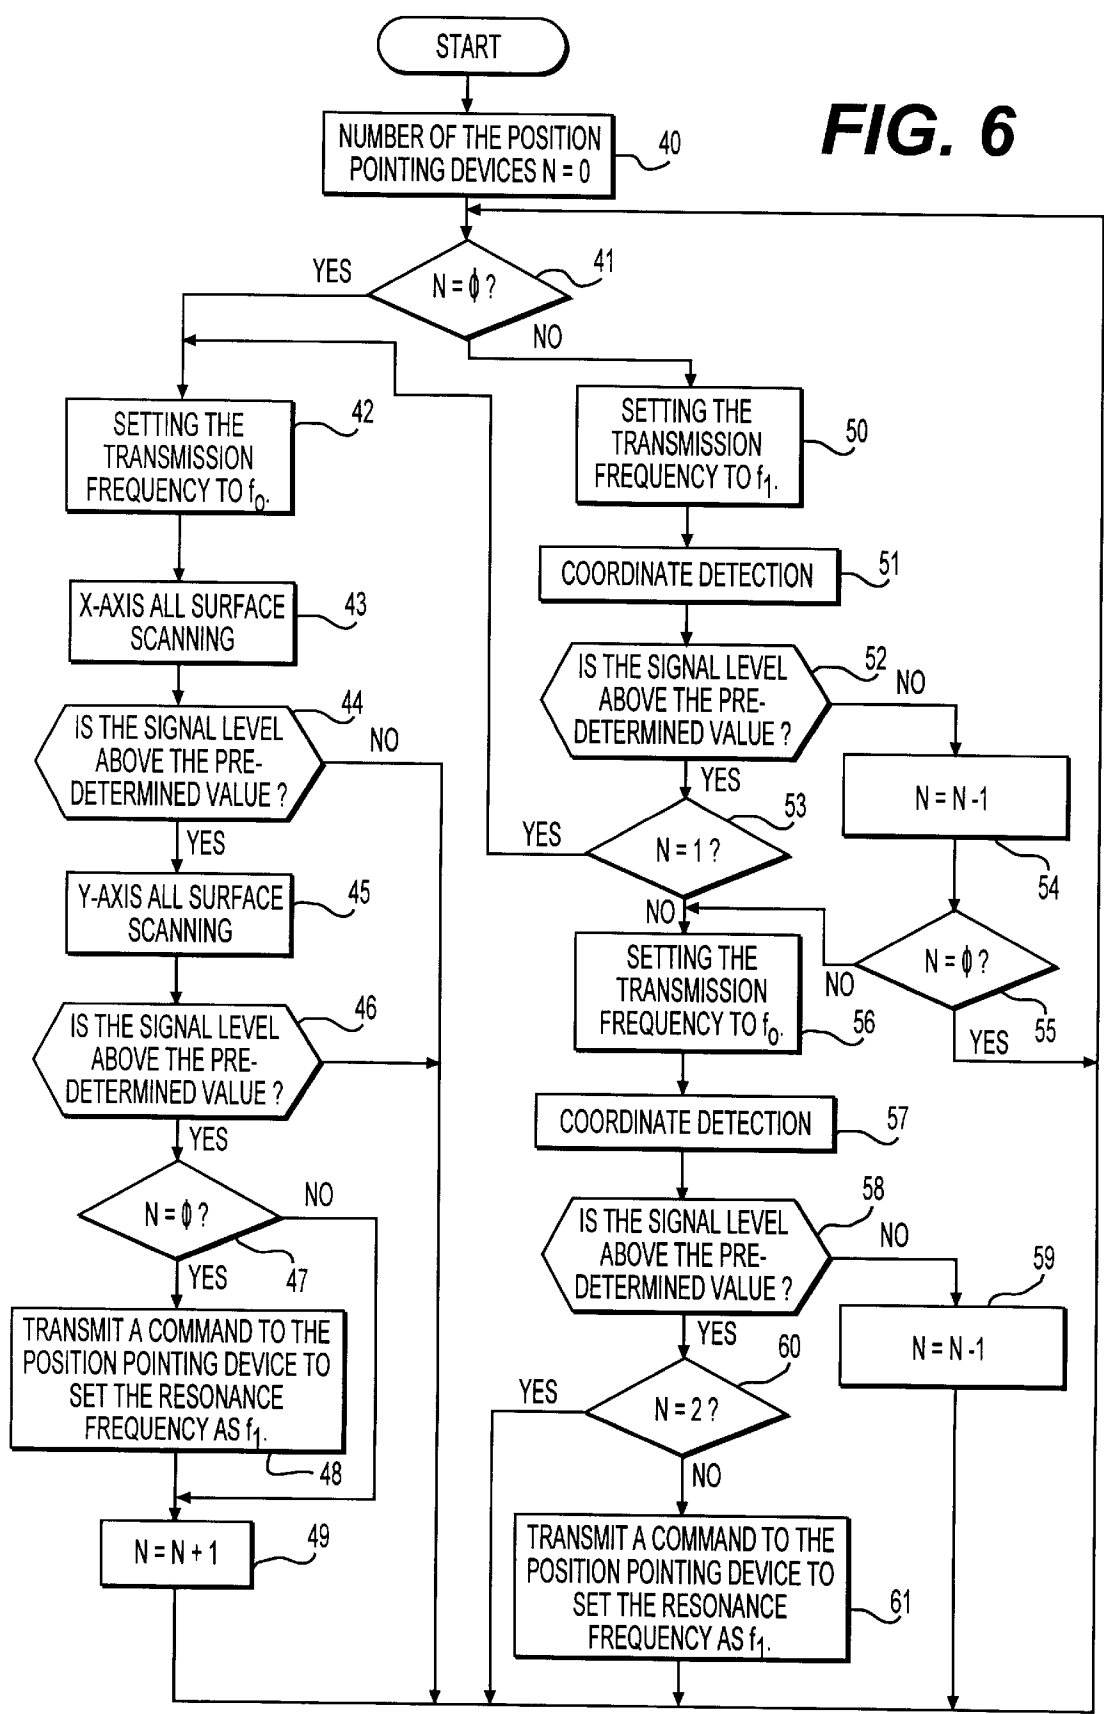 START
FIG. 6
NUMBER OF THE POSITION
POINTING DEVICES N = 0
40
N = ϕ ?
41
YES
NO
SETTING THE
TRANSMISSION
FREQUENCY TO f0.
42
X-AXIS ALL SURFACE
SCANNING
43
IS THE SIGNAL LEVEL
ABOVE THE PRE-
DETERMINED VALUE ?
44
NO
YES
Y-AXIS ALL SURFACE
SCANNING
45
IS THE SIGNAL LEVEL
ABOVE THE PRE-
DETERMINED VALUE ?
46
YES
N = ϕ ?
NO
47
YES
TRANSMIT A COMMAND TO THE
POSITION POINTING DEVICE TO
SET THE RESONANCE
FREQUENCY AS f1.
48
N = N + 1
49
SETTING THE
TRANSMISSION
FREQUENCY TO f1.
50
COORDINATE DETECTION
51
IS THE SIGNAL LEVEL
ABOVE THE PRE-
DETERMINED VALUE ?
52
NO
YES
N = 1 ?
53
YES
NO
N = N - 1
54
N = ϕ ?
NO
55
YES
SETTING THE
TRANSMISSION
FREQUENCY TO f0.
56
COORDINATE DETECTION
57
IS THE SIGNAL LEVEL
ABOVE THE PRE-
DETERMINED VALUE ?
58
NO
YES
N = N - 1
59
N = 2 ?
60
YES
NO
TRANSMIT A COMMAND TO THE
POSITION POINTING DEVICE TO
SET THE RESONANCE
FREQUENCY AS f1.
61